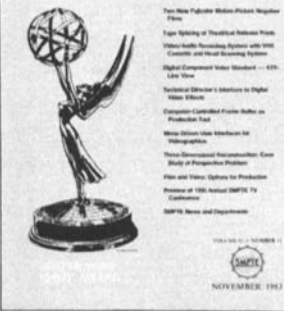 Two New Fujicolor Motion-Picture Negative
Films
Tape Splicing of Theatrical Release Prints
Video/Audio Recording System with VHS
Cassette and Head Scanning System
Digital Component Video Standard —
Line View
Technical Director's Interface to Digital
Video Effects
Computer-Controlled Frame Buffer as
Production Tool
Menu-Driven User Interfaces for
Videographics
Three-Dimensional Reconstruction: Case
Study of Perspective Problem
Film and Video: Options for Production
Preview of 18th Annual SMPTE TV
Conference
SMPTE News and Departments
VOLUME NUMBER
SMPTE
NOVEMBER 1983